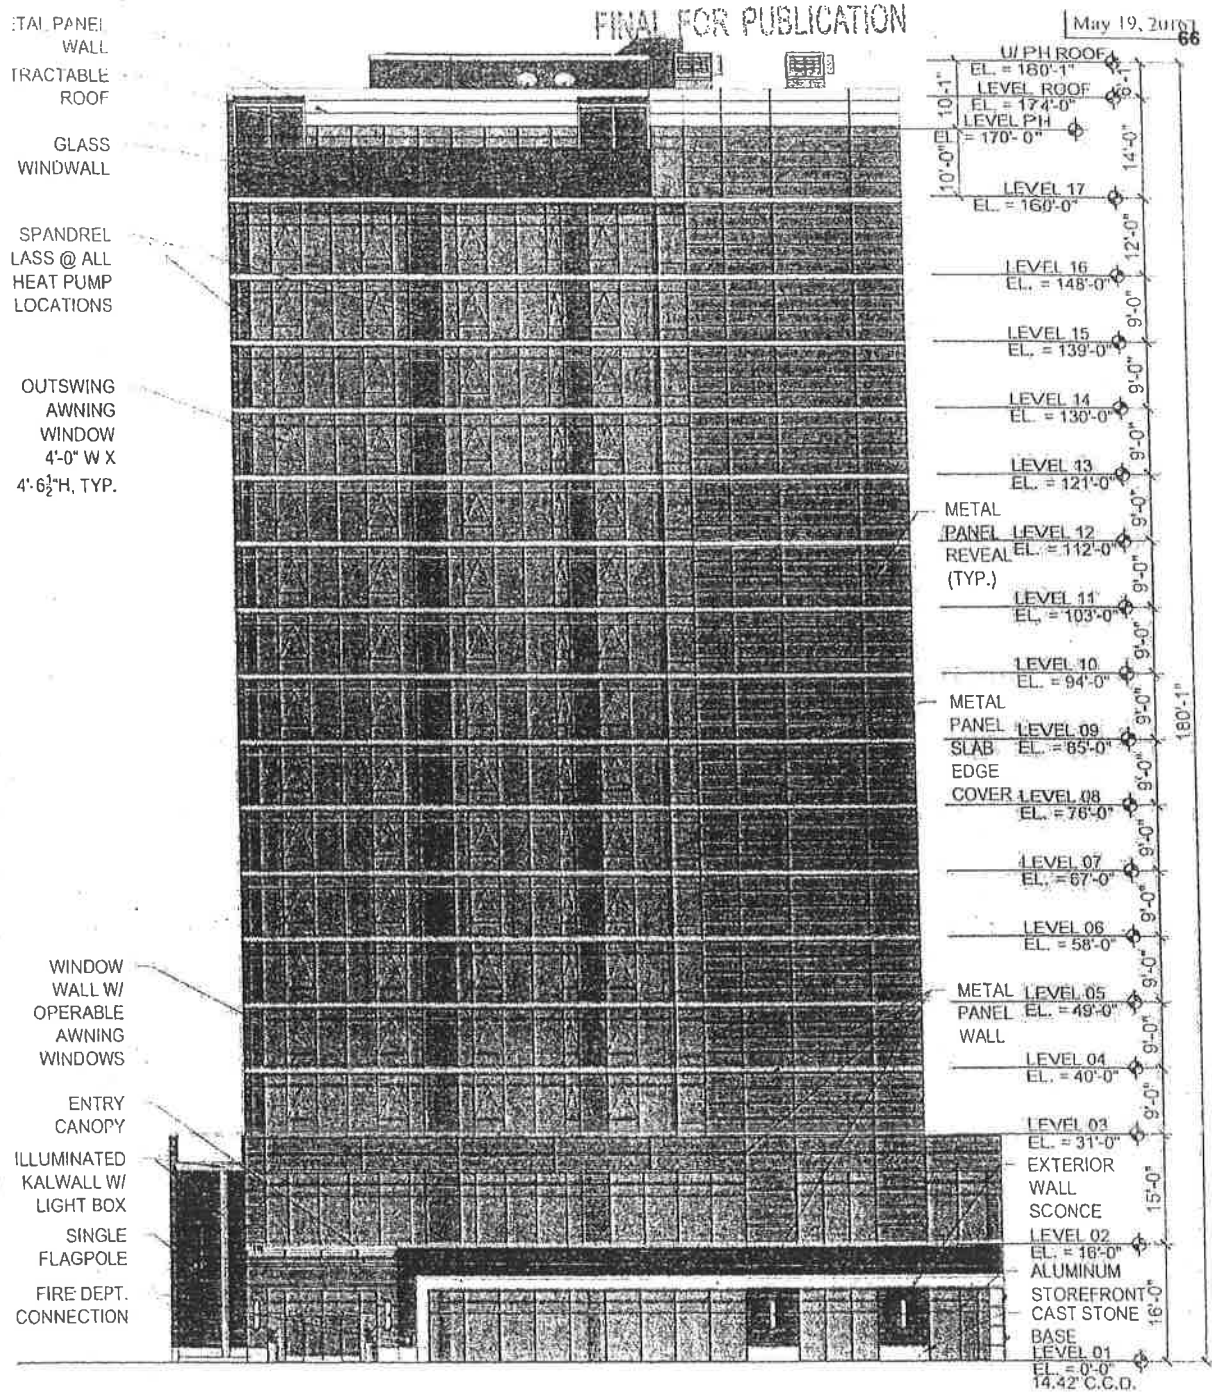 FINAL FOR PUBLICATION
May 19, 2016
66
TAL PANEL
WALL
TRACTABLE
ROOF
GLASS
WINDWALL
SPANDREL
LASS @ ALL
HEAT PUMP
LOCATIONS
OUTSWING
AWNING
WINDOW
4'-0" W X
4'-6½"H, TYP.
WINDOW
WALL W/
OPERABLE
AWNING
WINDOWS
ENTRY
CANOPY
ILLUMINATED
KALWALL W/
LIGHT BOX
SINGLE
FLAGPOLE
FIRE DEPT.
CONNECTION
U/ PH ROOF
EL. = 180'-1"
LEVEL ROOF
EL. = 174'-0"
LEVEL PH
EL. = 170'-0"
LEVEL 17
EL. = 160'-0"
LEVEL 16
EL. = 148'-0"
LEVEL 15
EL. = 139'-0"
LEVEL 14
EL. = 130'-0"
LEVEL 13
EL. = 121'-0"
METAL
PANEL
REVEAL
(TYP.)
LEVEL 12
EL. = 112'-0"
LEVEL 11
EL. = 103'-0"
LEVEL 10
EL. = 94'-0"
METAL
PANEL
SLAB
EDGE
COVER
LEVEL 09
EL. = 85'-0"
LEVEL 08
EL. = 76'-0"
LEVEL 07
EL. = 67'-0"
LEVEL 06
EL. = 58'-0"
METAL
PANEL
WALL
LEVEL 05
EL. = 49'-0"
LEVEL 04
EL. = 40'-0"
LEVEL 03
EL. = 31'-0"
EXTERIOR
WALL
SCONCE
LEVEL 02
EL. = 16'-0"
ALUMINUM
STOREFRONT
CAST STONE
BASE
LEVEL 01
EL. = 0'-0"
14.42' C.C.D.
10'-1"
10'-0"
6'-1"
14'-0"
12'-0"
9'-0"
9'-0"
9'-0"
9'-0"
9'-0"
9'-0"
9'-0"
9'-0"
9'-0"
9'-0"
9'-0"
9'-0"
9'-0"
15'-0"
16'-0"
180'-1"